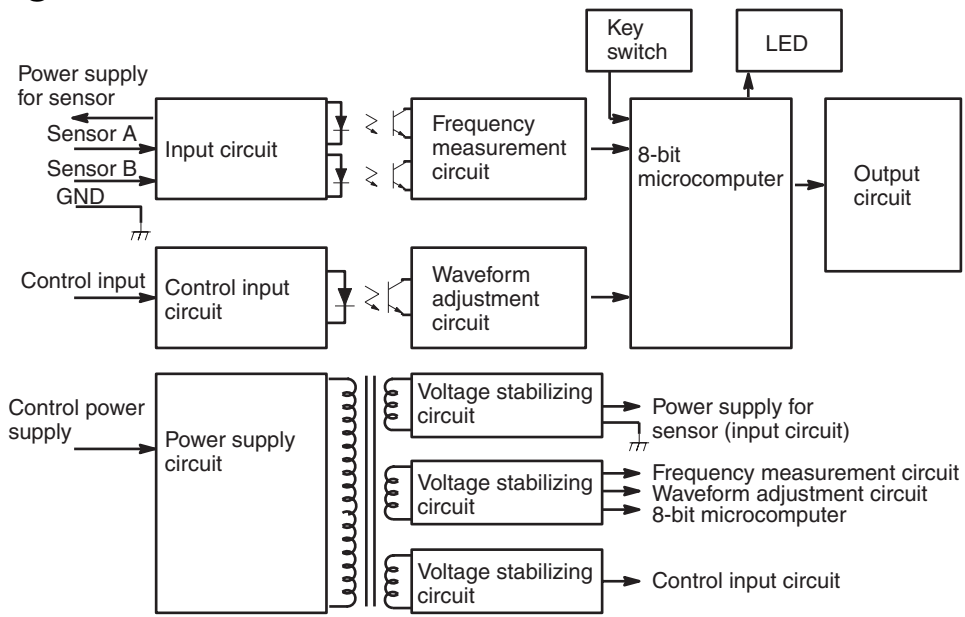 Key
switch
LED
Power supply
for sensor
Sensor A
Sensor B
GND
Input circuit
Frequency
measurement
circuit
8-bit
microcomputer
Output
circuit
Control input
Control input
circuit
Waveform
adjustment
circuit
Control power
supply
Power supply
circuit
Voltage stabilizing
circuit
Power supply for
sensor (input circuit)
Voltage stabilizing
circuit
Frequency measurement circuit
Waveform adjustment circuit
8-bit microcomputer
Voltage stabilizing
circuit
Control input circuit